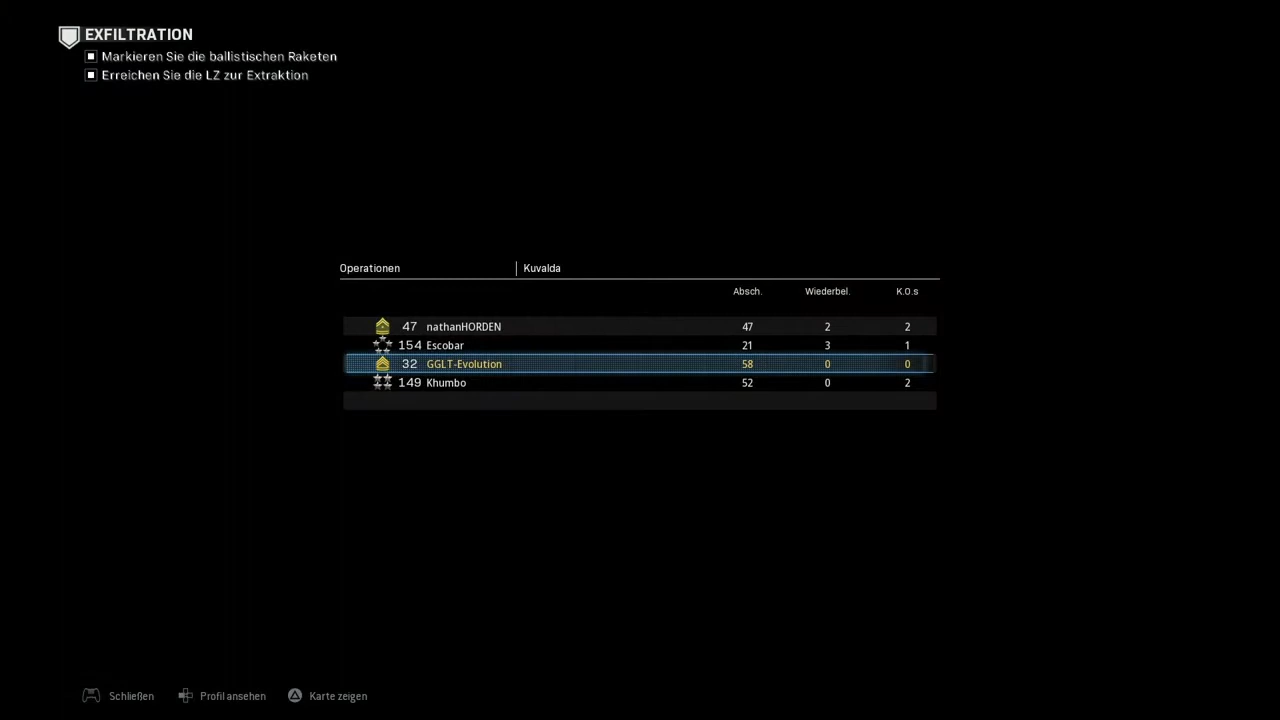 EXFILTRATION
Markieren Sie die ballistischen Raketen
Erreichen Sie die LZ zur Extraktion
Operationen | Kuvalda
Absch. Wiederbel. K.O.s
47 nathanHORDEN 47 2 2
154 Escobar 21 3 1
32 GGLT-Evolution 58 0 0
149 Khumbo 52 0 2
Schließen Profil ansehen Karte zeigen